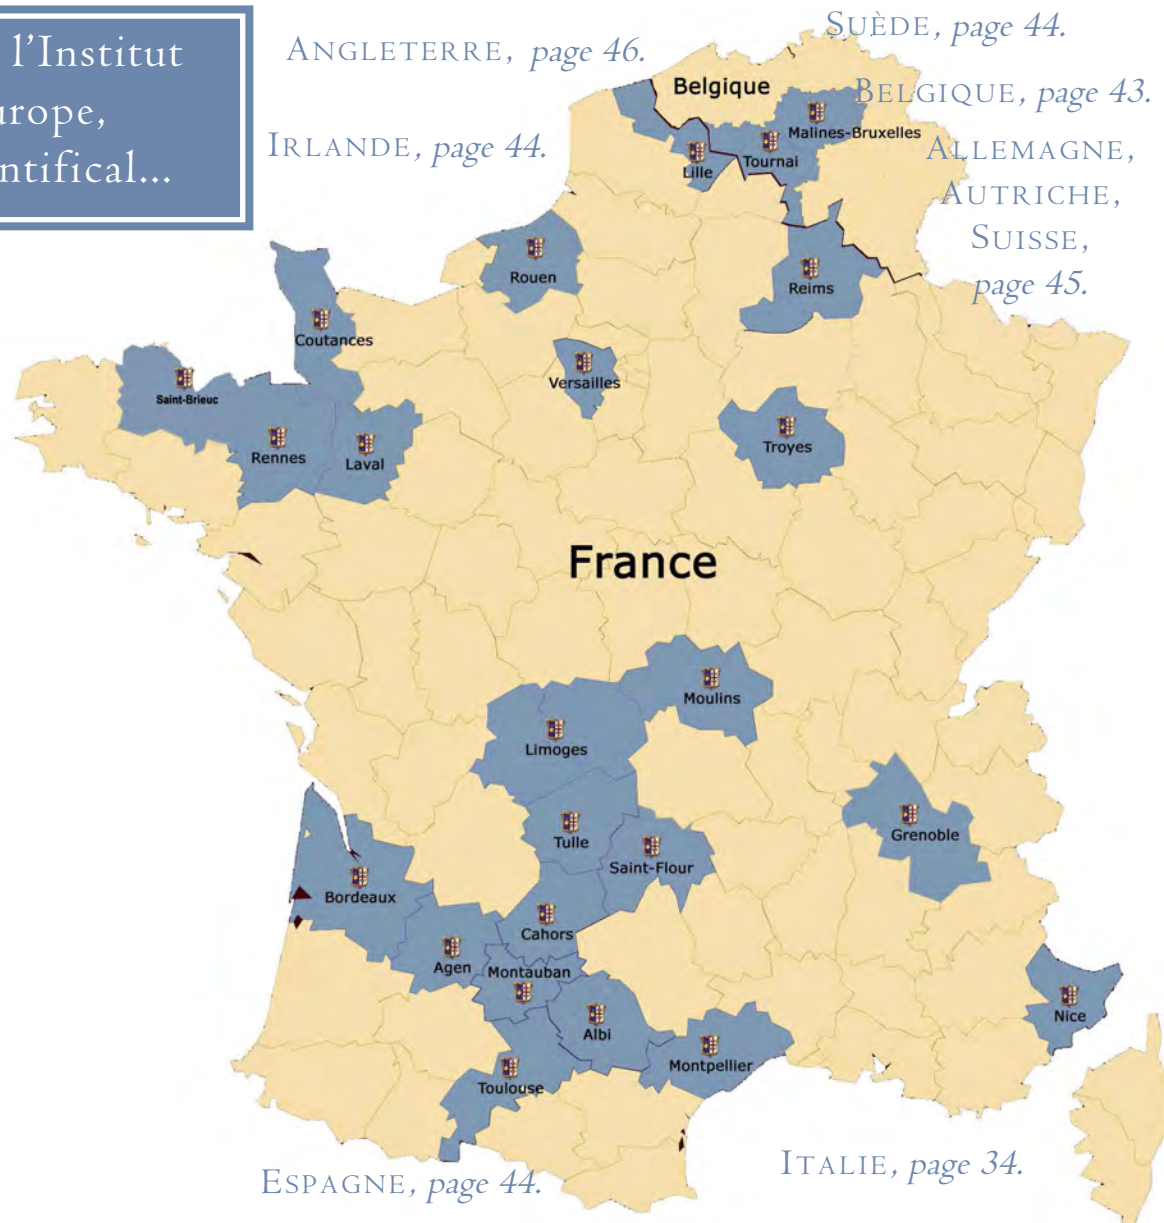 l'Institut
urope,
ntifical...
ANGLETERRE, page 46.
SUÈDE, page 44.
Belgique
BELGIQUE, page 43.
Malines-Bruxelles
IRLANDE, page 44.
Lille
Tournai
ALLEMAGNE,
AUTRICHE,
SUISSE,
page 45.
Rouen
Reims
Coutances
Versailles
Saint-Brieuc
Rennes
Laval
Troyes
France
Moulins
Limoges
Tulle
Saint-Flour
Grenoble
Bordeaux
Cahors
Agen
Montauban
Albi
Nice
Montpellier
Toulouse
ESPAGNE, page 44.
ITALIE, page 34.